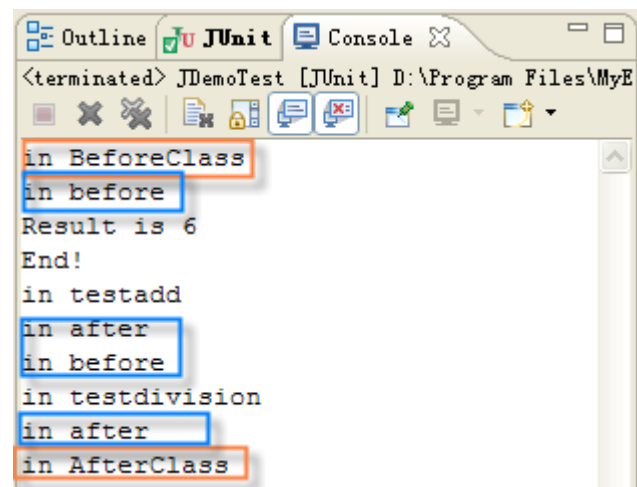 Outline JU JUnit Console
<terminated> JDemoTest [JUnit] D:\Program Files\MyE
in BeforeClass
in before
Result is 6
End!
in testadd
in after
in before
in testdivision
in after
in AfterClass